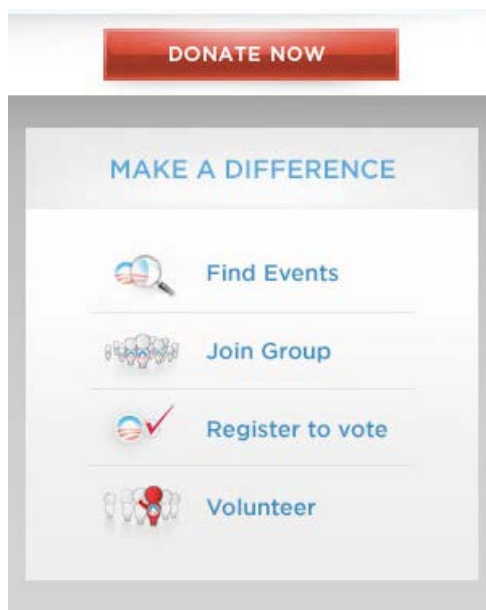 DONATE NOW
MAKE A DIFFERENCE
Find Events
Join Group
Register to vote
Volunteer